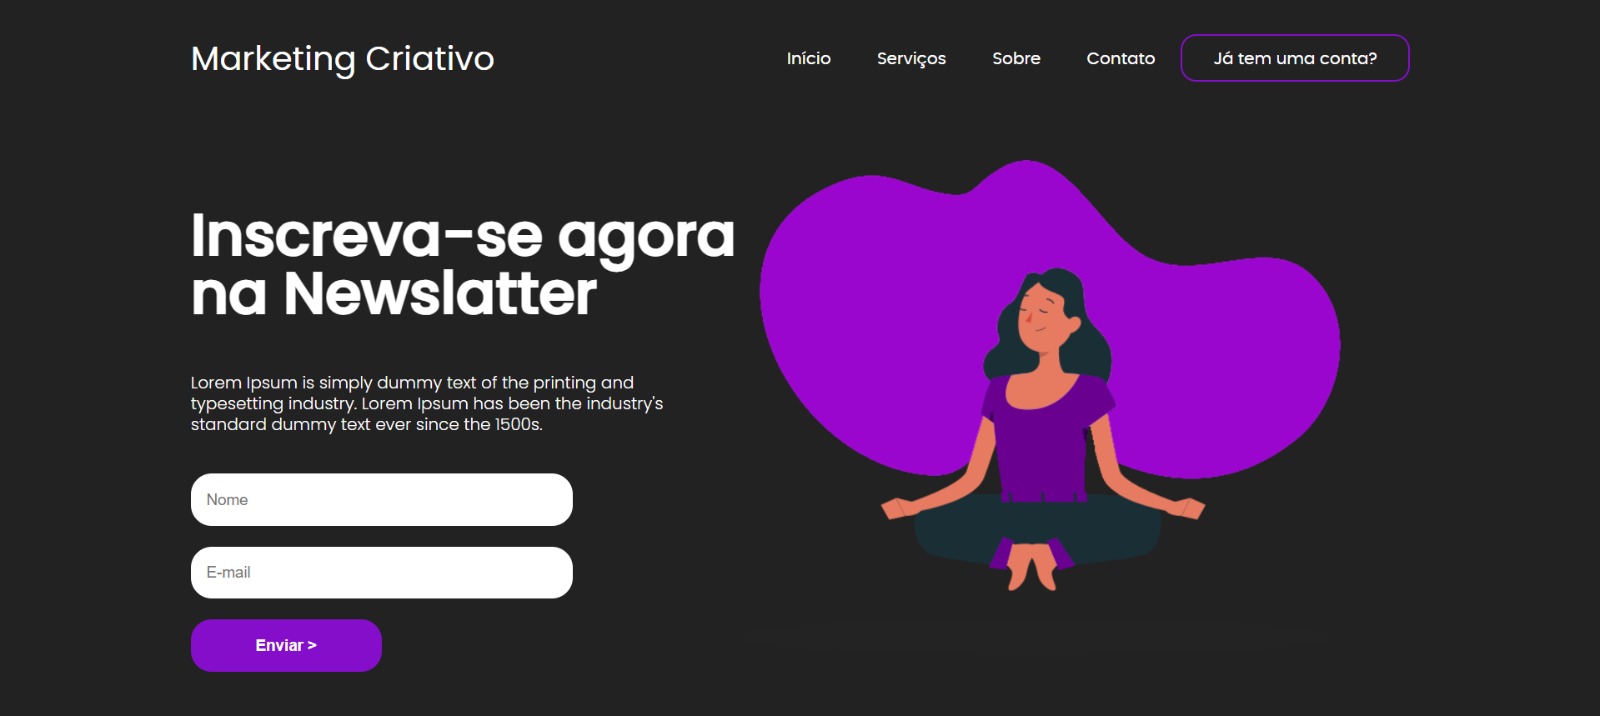 Marketing Criativo
Início Serviços Sobre Contato Já tem uma conta?
Inscreva-se agora
na Newslatter
Lorem Ipsum is simply dummy text of the printing and
typesetting industry. Lorem Ipsum has been the industry's
standard dummy text ever since the 1500s.
Nome
E-mail
Enviar >